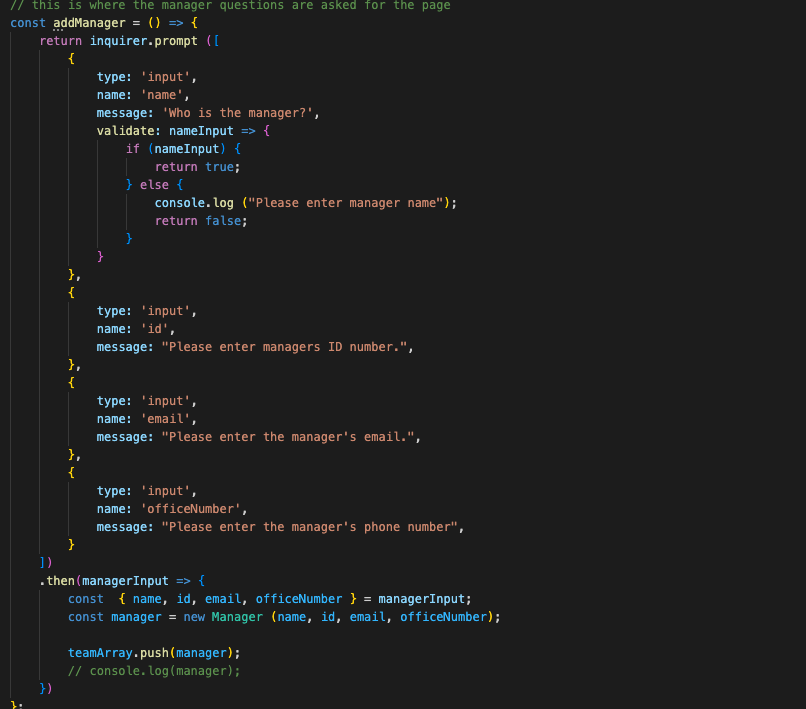 // this is where the manager questions are asked for the page
const addManager = () => {
    return inquirer.prompt ([
        {
            type: 'input',
            name: 'name',
            message: 'Who is the manager?',
            validate: nameInput => {
                if (nameInput) {
                    return true;
                } else {
                    console.log ("Please enter manager name");
                    return false;
                }
            }
        },
        {
            type: 'input',
            name: 'id',
            message: "Please enter managers ID number.",
        },
        {
            type: 'input',
            name: 'email',
            message: "Please enter the manager's email.",
        },
        {
            type: 'input',
            name: 'officeNumber',
            message: "Please enter the manager's phone number",
        }
    ])
    .then(managerInput => {
        const  { name, id, email, officeNumber } = managerInput;
        const manager = new Manager (name, id, email, officeNumber);

        teamArray.push(manager);
        // console.log(manager);
    })
};